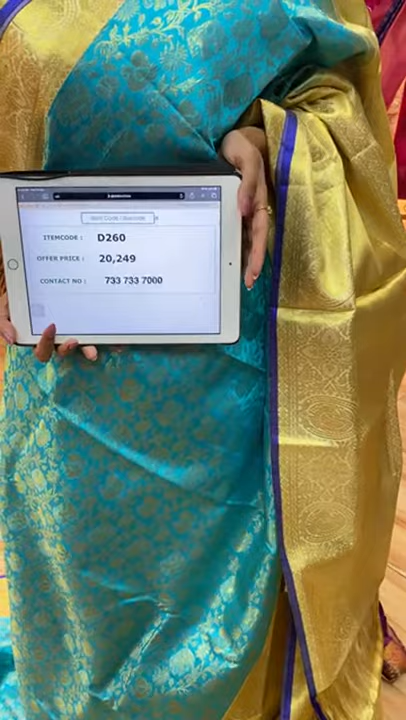 ITEMCODE : D260
OFFER PRICE : 20,249
CONTACT NO : 733 733 7000